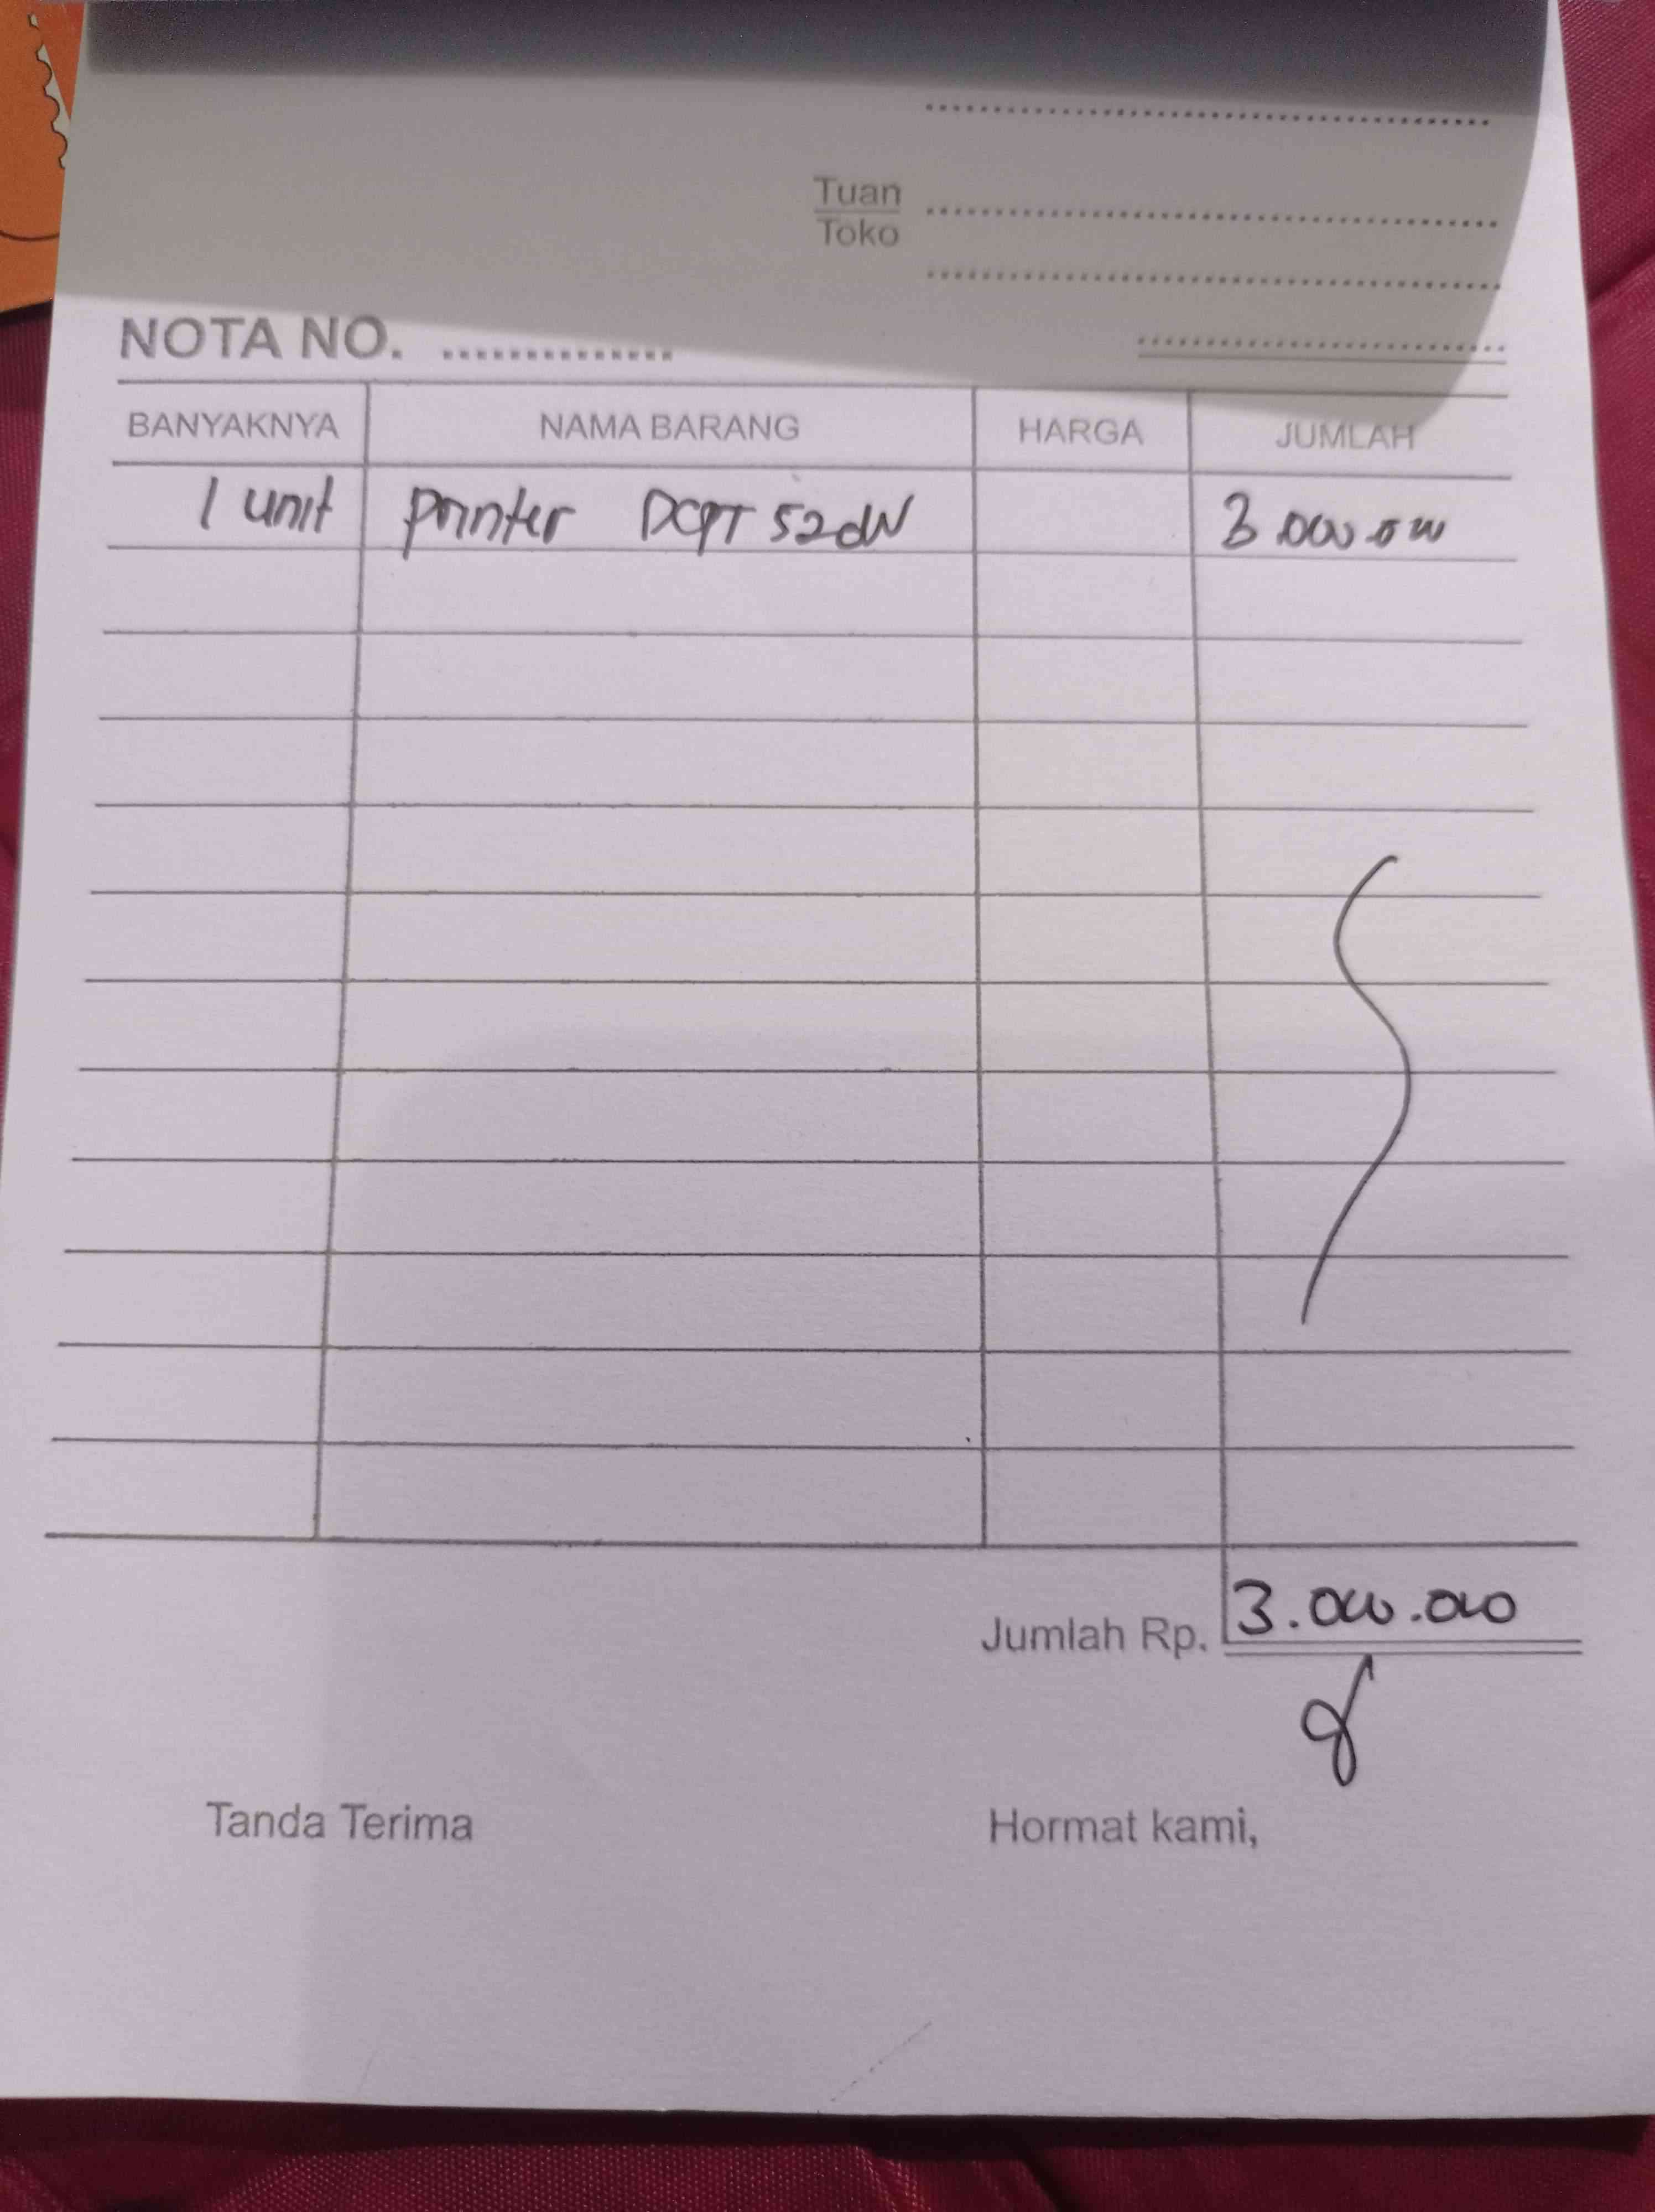 Tuan
Toko
NOTA NO. ..............
BANYAKNYA NAMA BARANG HARGA JUMLAH
1 unit printer DCPT 520W 3.000.000
Jumlah Rp. 3.000.000
Tanda Terima Hormat kami,